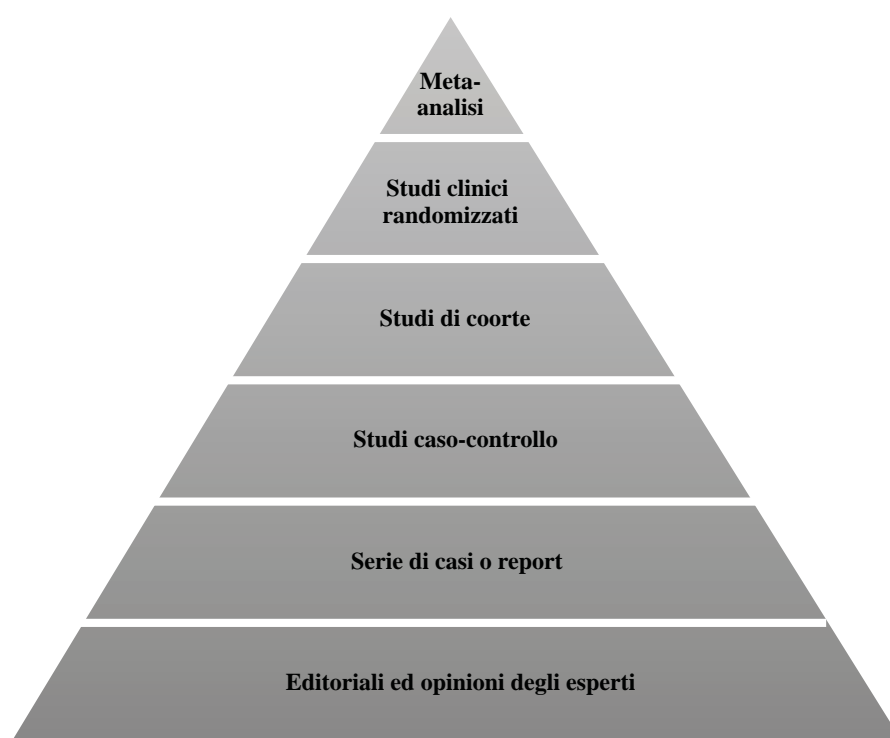 Meta-
analisi
Studi clinici
randomizzati
Studi di coorte
Studi caso-controllo
Serie di casi o report
Editoriali ed opinioni degli esperti